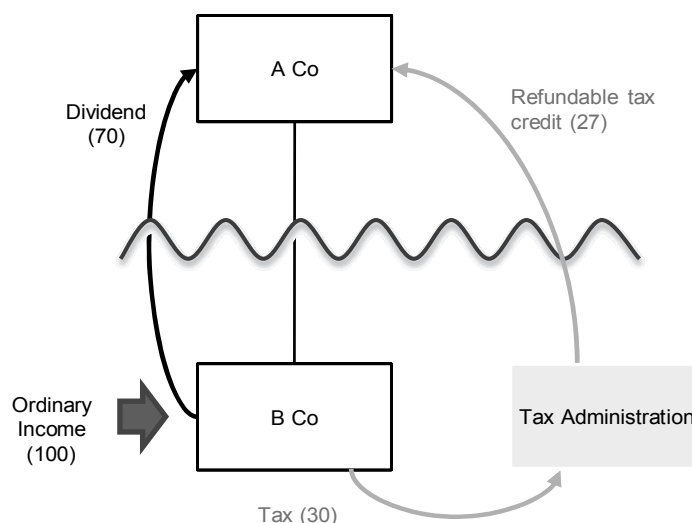 A Co
Dividend
(70)
Refundable tax
credit (27)
Ordinary
Income
(100)
B Co
Tax Administration
Tax (30)